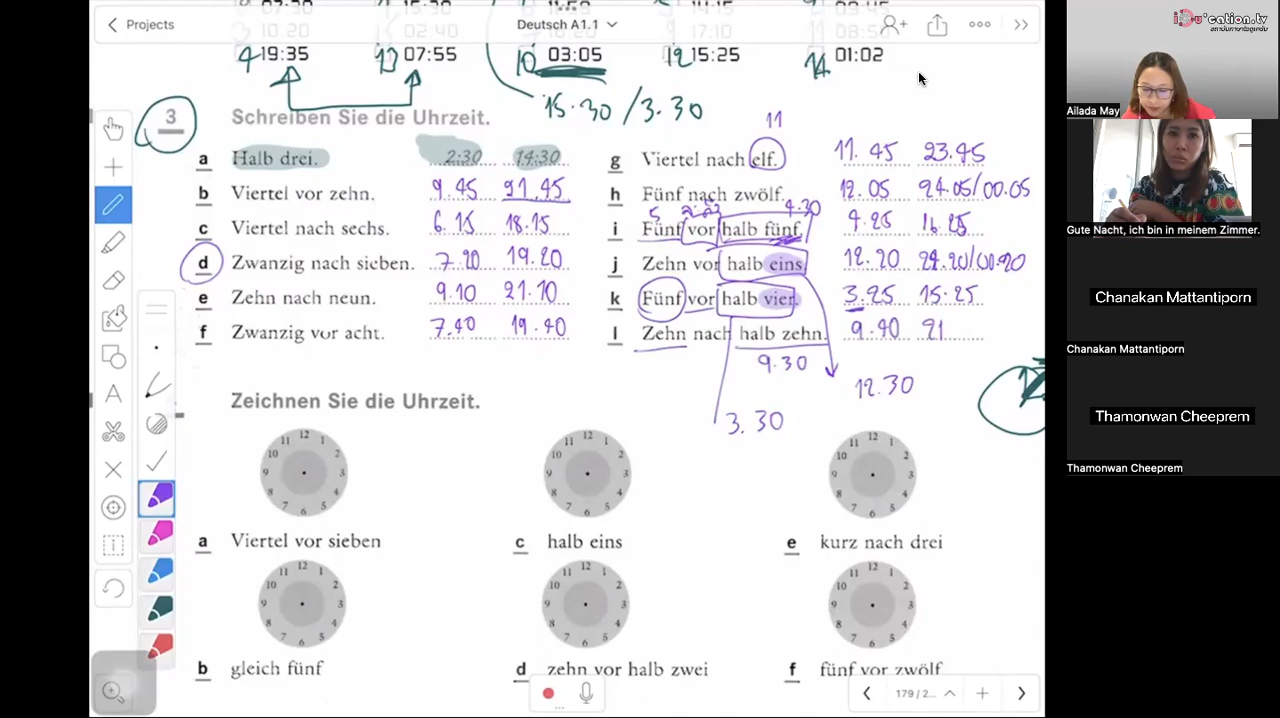 Projects
Deutsch A1.1
4 19:35 13 07:55 10 03:05 12 15:25 14 01:02
15.30 / 3.30
3 Schreiben Sie die Uhrzeit.
11
a Halb drei. 2:30 14:30
b Viertel vor zehn. 9.45 21.45
c Viertel nach sechs. 6.15 18.15
d Zwanzig nach sieben. 7.20 19.20
e Zehn nach neun. 9.10 21.10
f Zwanzig vor acht. 7.40 19.40
g Viertel nach elf. 11.45 23.45
h Fünf nach zwölf. 12.05 24.05/00.05
4.30
i Fünf vor halb fünf. 4.25 16.25
j Zehn vor halb eins. 12.20 24.20/00.20
k Fünf vor halb vier. 3.25 15.25
l Zehn nach halb zehn. 9.40 21
9.30
12.30
3.30
Zeichnen Sie die Uhrzeit.
a Viertel vor sieben
c halb eins
e kurz nach drei
b gleich fünf
d zehn vor halb zwei
f fünf vor zwölf
179 / 2...
Ailada May
Gute Nacht, ich bin in meinem Zimmer.
Chanakan Mattantiporn
Chanakan Mattantiporn
Thamonwan Cheeprem
Thamonwan Cheeprem